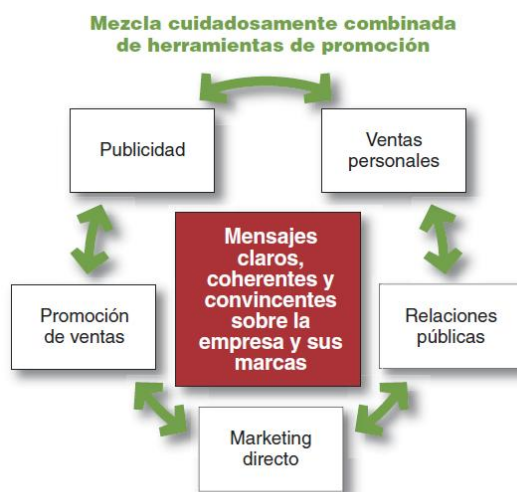 Mezcla cuidadosamente combinada
de herramientas de promoción
Publicidad
Ventas
personales
Mensajes
claros,
coherentes y
convincentes
sobre la
empresa y sus
marcas
Promoción
de ventas
Relaciones
públicas
Marketing
directo